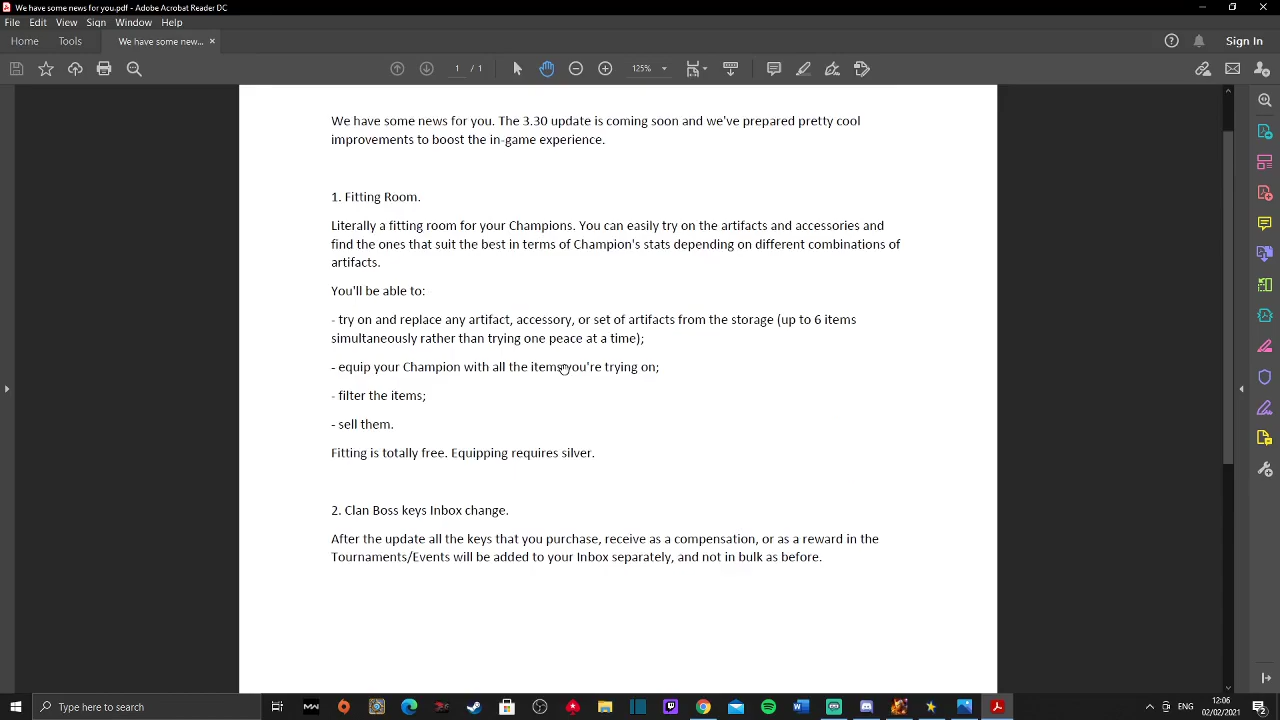 We have some news for you.pdf - Adobe Acrobat Reader DC
File Edit View Sign Window Help
Home Tools We have some new... × Sign In
1 / 1 125%
We have some news for you. The 3.30 update is coming soon and we've prepared pretty cool
improvements to boost the in-game experience.
1. Fitting Room.
Literally a fitting room for your Champions. You can easily try on the artifacts and accessories and
find the ones that suit the best in terms of Champion's stats depending on different combinations of
artifacts.
You'll be able to:
- try on and replace any artifact, accessory, or set of artifacts from the storage (up to 6 items
simultaneously rather than trying one peace at a time);
- equip your Champion with all the items you're trying on;
- filter the items;
- sell them.
Fitting is totally free. Equipping requires silver.
2. Clan Boss keys Inbox change.
After the update all the keys that you purchase, receive as a compensation, or as a reward in the
Tournaments/Events will be added to your Inbox separately, and not in bulk as before.
Type here to search
ENG
12:06
02/02/2021